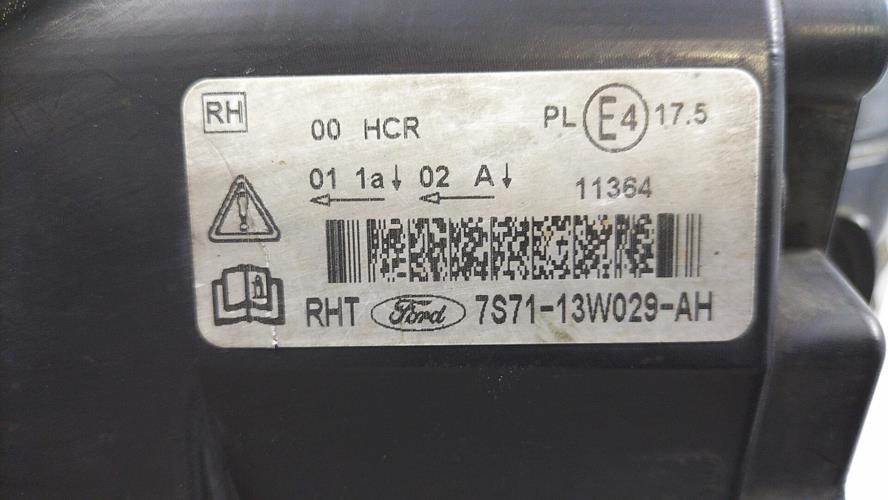 RH 00 HCR PL E4 17.5
01 1a↓ 02 A↓ 11364
RHT Ford 7S71-13W029-AH